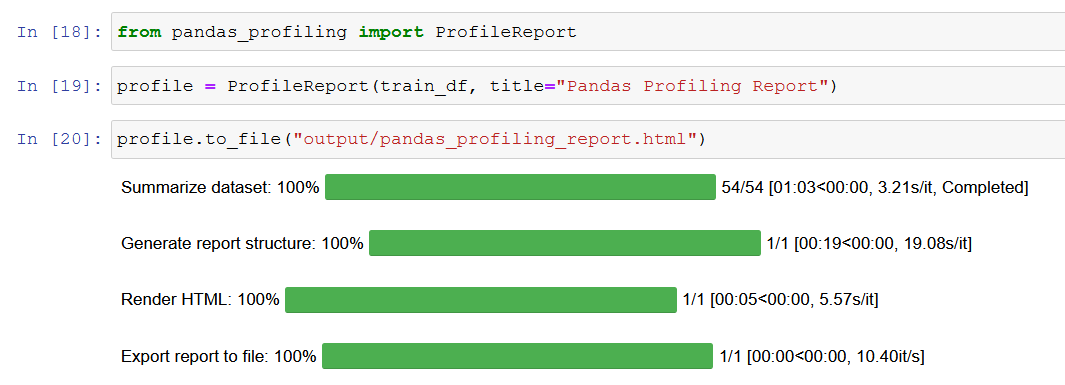 In [18]: from pandas_profiling import ProfileReport
In [19]: profile = ProfileReport(train_df, title="Pandas Profiling Report")
In [20]: profile.to_file("output/pandas_profiling_report.html")
Summarize dataset: 100% 54/54 [01:03<00:00, 3.21s/it, Completed]
Generate report structure: 100% 1/1 [00:19<00:00, 19.08s/it]
Render HTML: 100% 1/1 [00:05<00:00, 5.57s/it]
Export report to file: 100% 1/1 [00:00<00:00, 10.40it/s]